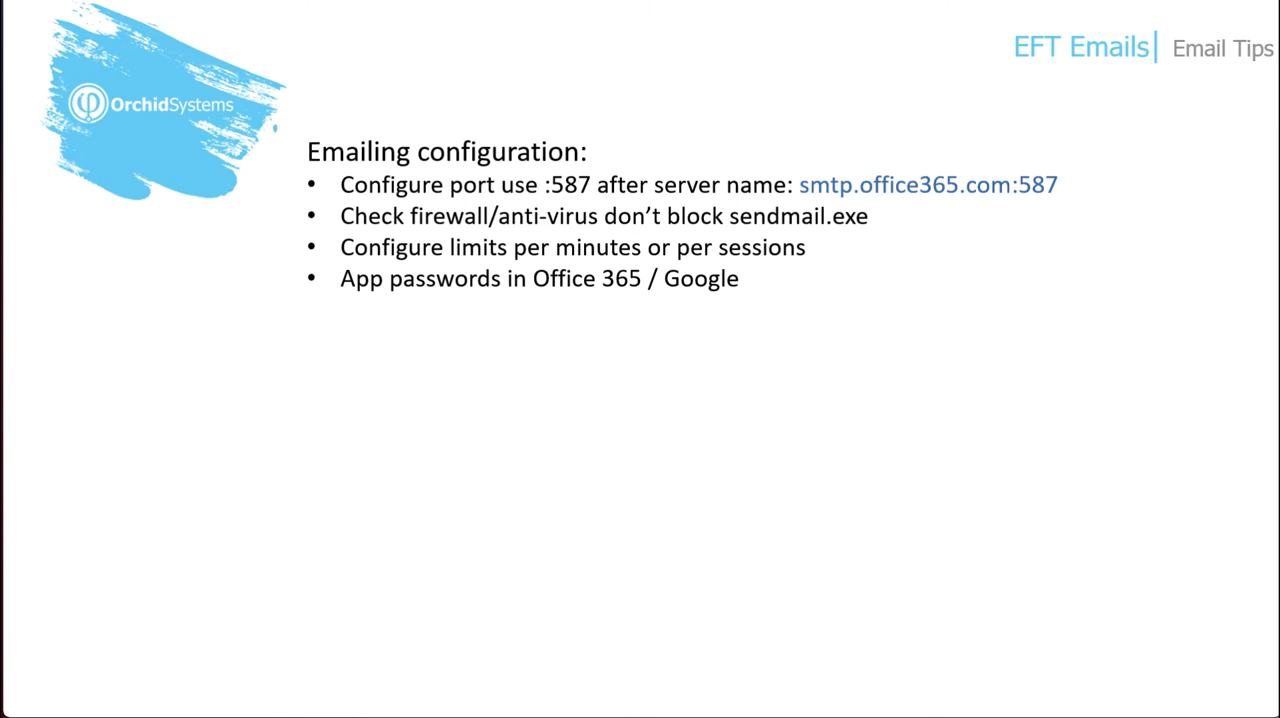 EFT Emails| Email Tips
OrchidSystems
Emailing configuration:
• Configure port use :587 after server name: smtp.office365.com:587
• Check firewall/anti-virus don’t block sendmail.exe
• Configure limits per minutes or per sessions
• App passwords in Office 365 / Google